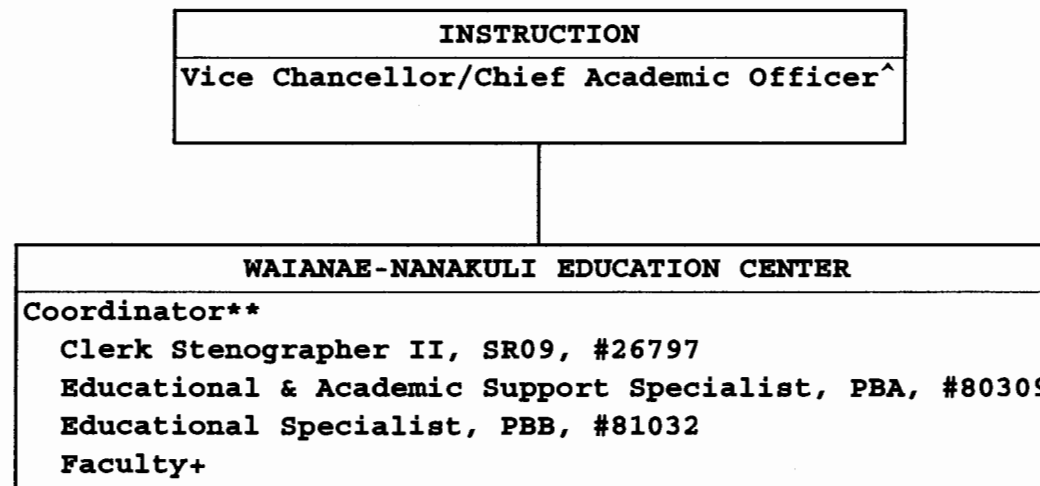 INSTRUCTION
Vice Chancellor/Chief Academic Officer^
WAIANAE-NANAKULI EDUCATION CENTER
Coordinator**
Clerk Stenographer II, SR09, #26797
Educational & Academic Support Specialist, PBA, #80309
Educational Specialist, PBB, #81032
Faculty+